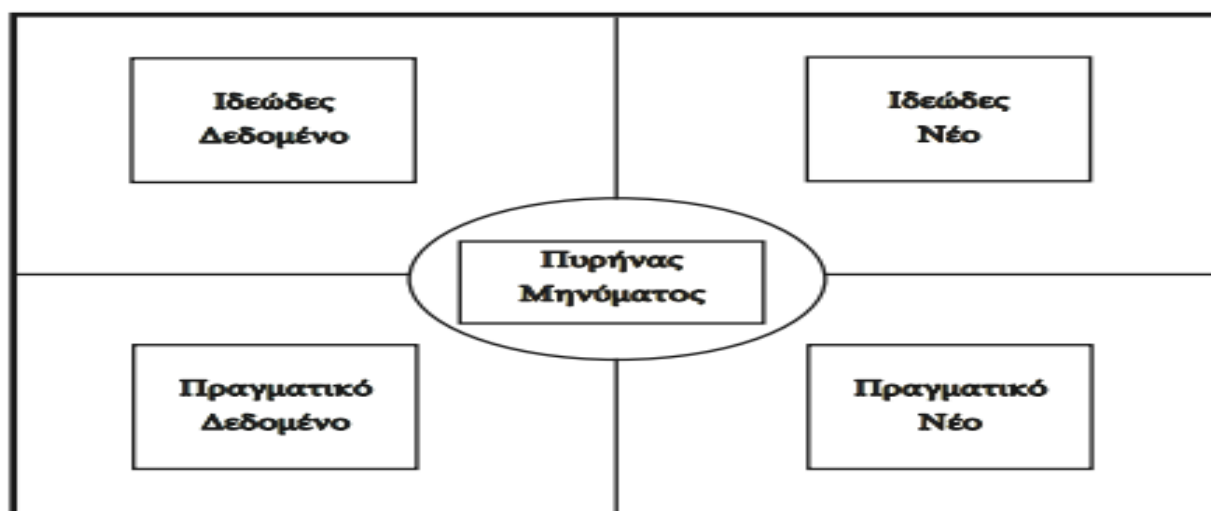 Ιδεώδες
Δεδομένο
Ιδεώδες
Νέο
Πυρήνας
Μηνύματος
Πραγματικό
Δεδομένο
Πραγματικό
Νέο